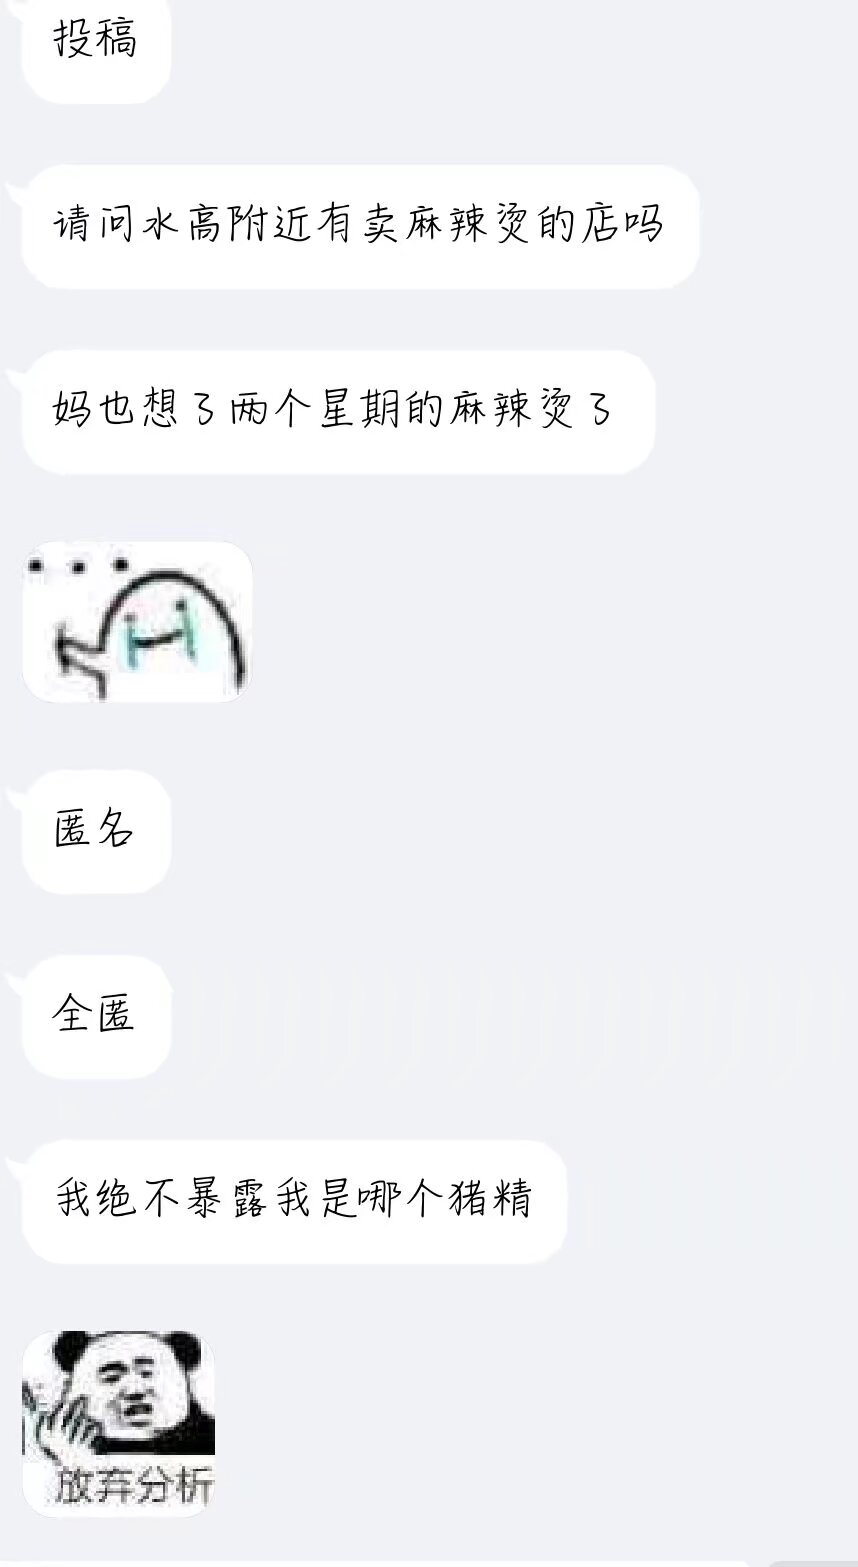 投稿
请问水高附近有卖麻辣烫的店吗
妈也想了两个星期的麻辣烫了
匿名
全匿
我绝不暴露我是哪个猪精
放弃分析